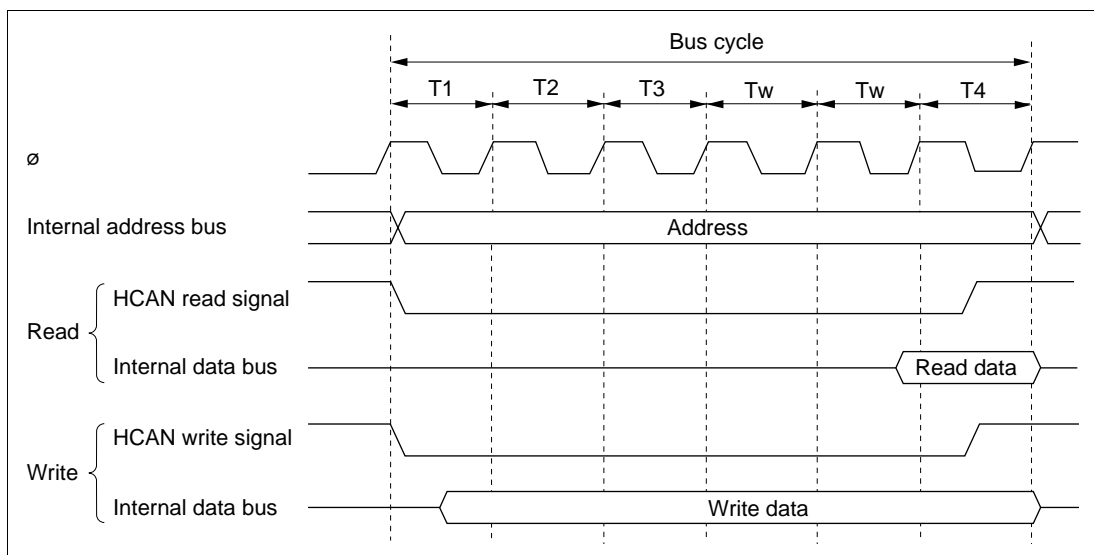 Bus cycle
T1 T2 T3 Tw Tw T4
ø
Internal address bus
Address
HCAN read signal
Read
Internal data bus
Read data
HCAN write signal
Write
Internal data bus
Write data